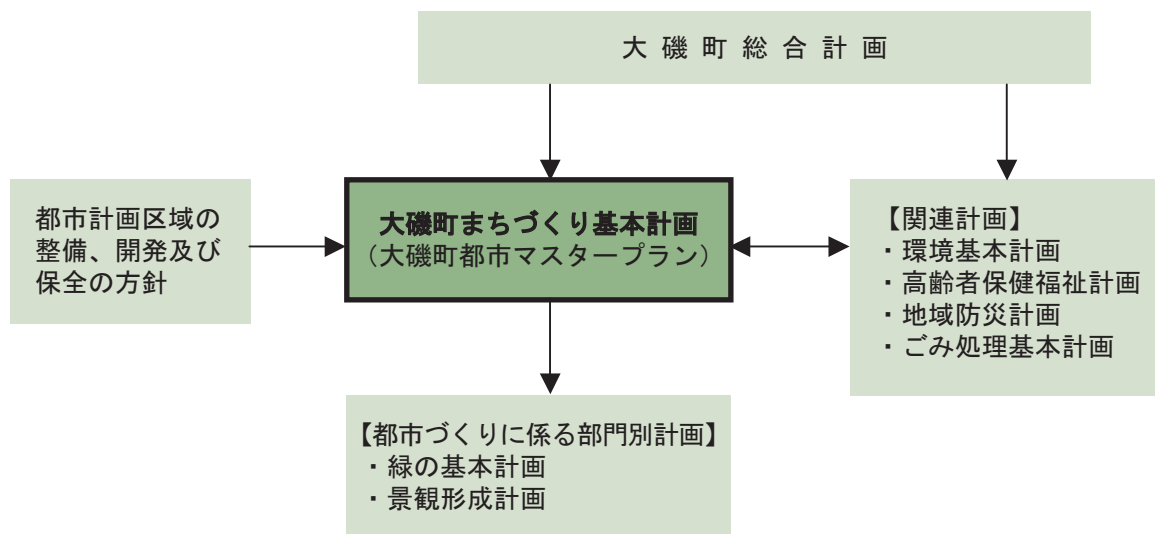 大磯町総合計画
都市計画区域の
整備、開発及び
保全の方針
大磯町まちづくり基本計画
（大磯町都市マスタープラン）
【関連計画】
・環境基本計画
・高齢者保健福祉計画
・地域防災計画
・ごみ処理基本計画
【都市づくりに係る部門別計画】
・緑の基本計画
・景観形成計画